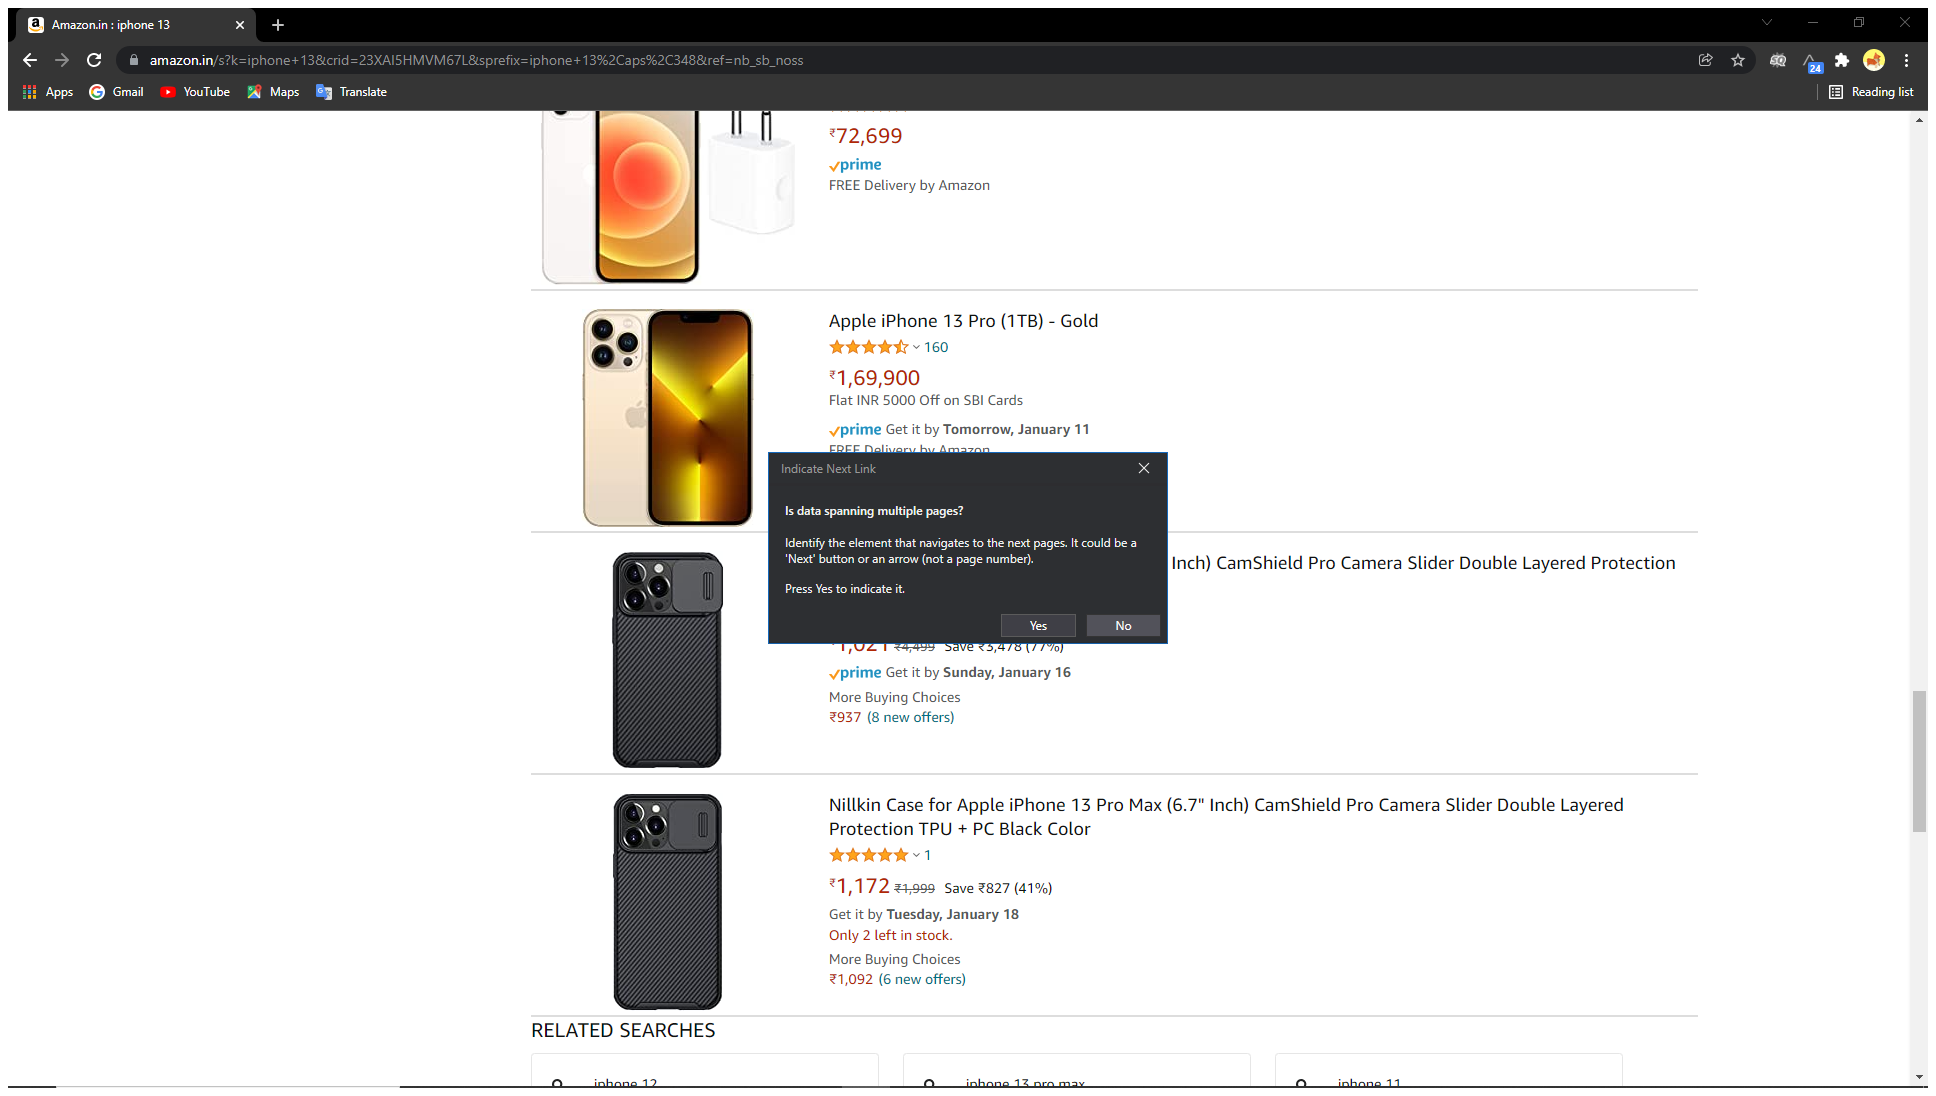 Amazon.in : iphone 13
amazon.in/s?k=iphone+13&crid=23XAI5HMVM67L&sprefix=iphone+13%2Caps%2C348&ref=nb_sb_noss
24
Apps
Gmail
YouTube
Maps
Translate
Reading list
₹72,699
prime
FREE Delivery by Amazon
Apple iPhone 13 Pro (1TB) - Gold
160
₹1,69,900
Flat INR 5000 Off on SBI Cards
prime Get it by Tomorrow, January 11
FREE Delivery by Amazon
Indicate Next Link
Is data spanning multiple pages?
Identify the element that navigates to the next pages. It could be a
'Next' button or an arrow (not a page number).
Press Yes to indicate it.
Yes
No
Inch) CamShield Pro Camera Slider Double Layered Protection
₹1,021 ₹4,499 Save ₹3,478 (77%)
prime Get it by Sunday, January 16
More Buying Choices
₹937 (8 new offers)
Nillkin Case for Apple iPhone 13 Pro Max (6.7" Inch) CamShield Pro Camera Slider Double Layered
Protection TPU + PC Black Color
1
₹1,172 ₹1,999 Save ₹827 (41%)
Get it by Tuesday, January 18
Only 2 left in stock.
More Buying Choices
₹1,092 (6 new offers)
RELATED SEARCHES
iphone 12
iphone 13 pro max
iphone 11